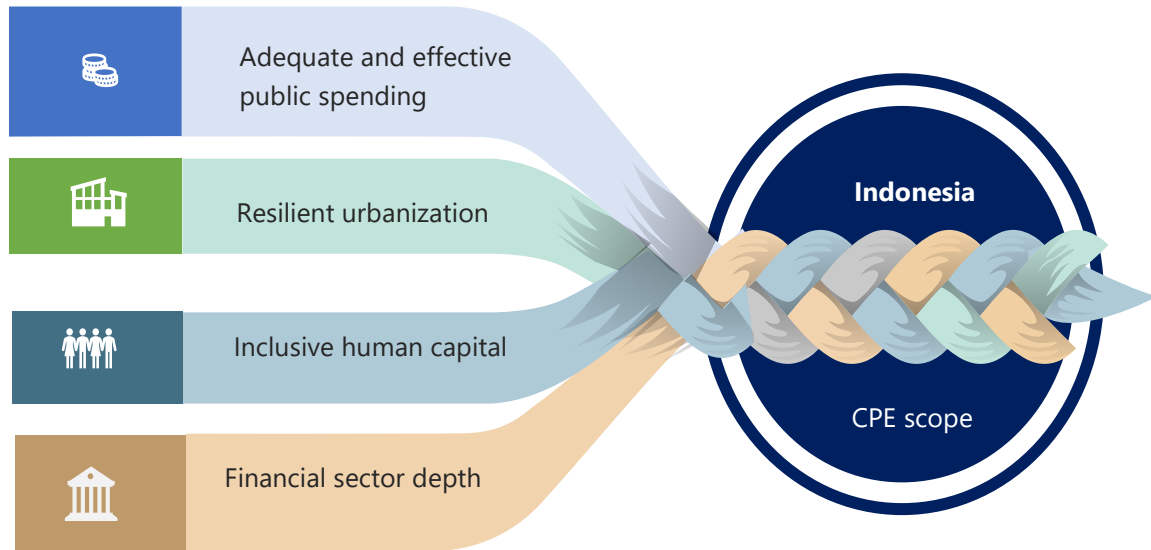 Adequate and effective
public spending
Resilient urbanization
Inclusive human capital
Financial sector depth
Indonesia
CPE scope